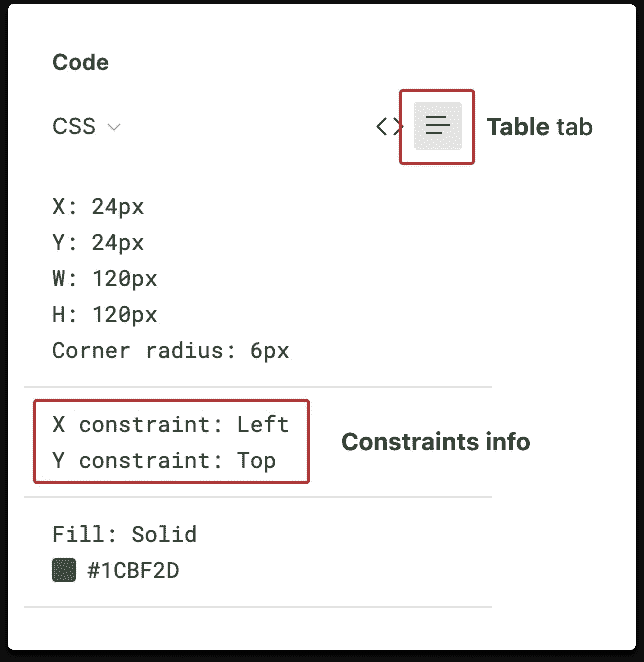 Code
CSS
<> Table tab
X: 24px
Y: 24px
W: 120px
H: 120px
Corner radius: 6px
X constraint: Left
Y constraint: Top
Constraints info
Fill: Solid
#1CBF2D